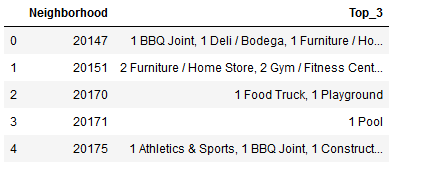 Neighborhood Top_3
0 20147 1 BBQ Joint, 1 Deli / Bodega, 1 Furniture / Ho...
1 20151 2 Furniture / Home Store, 2 Gym / Fitness Cent...
2 20170 1 Food Truck, 1 Playground
3 20171 1 Pool
4 20175 1 Athletics & Sports, 1 BBQ Joint, 1 Construct...